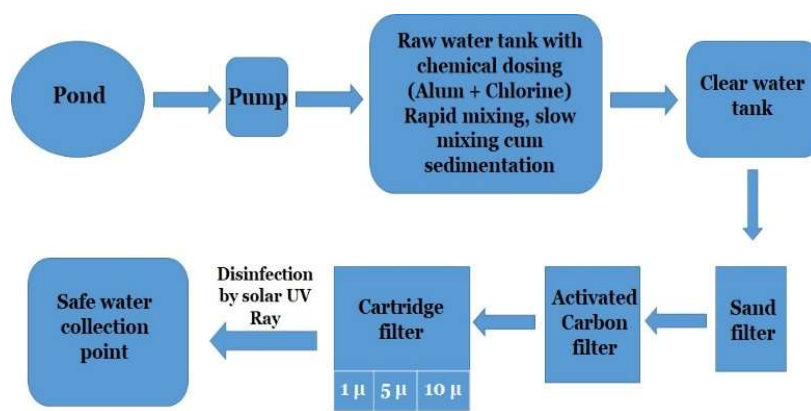 Pond
Pump
Raw water tank with
chemical dosing
(Alum + Chlorine)
Rapid mixing, slow
mixing cum
sedimentation
Clear water
tank
Sand
filter
Activated
Carbon
filter
Cartridge
filter
1 μ 5 μ 10 μ
Disinfection
by solar UV
Ray
Safe water
collection
point